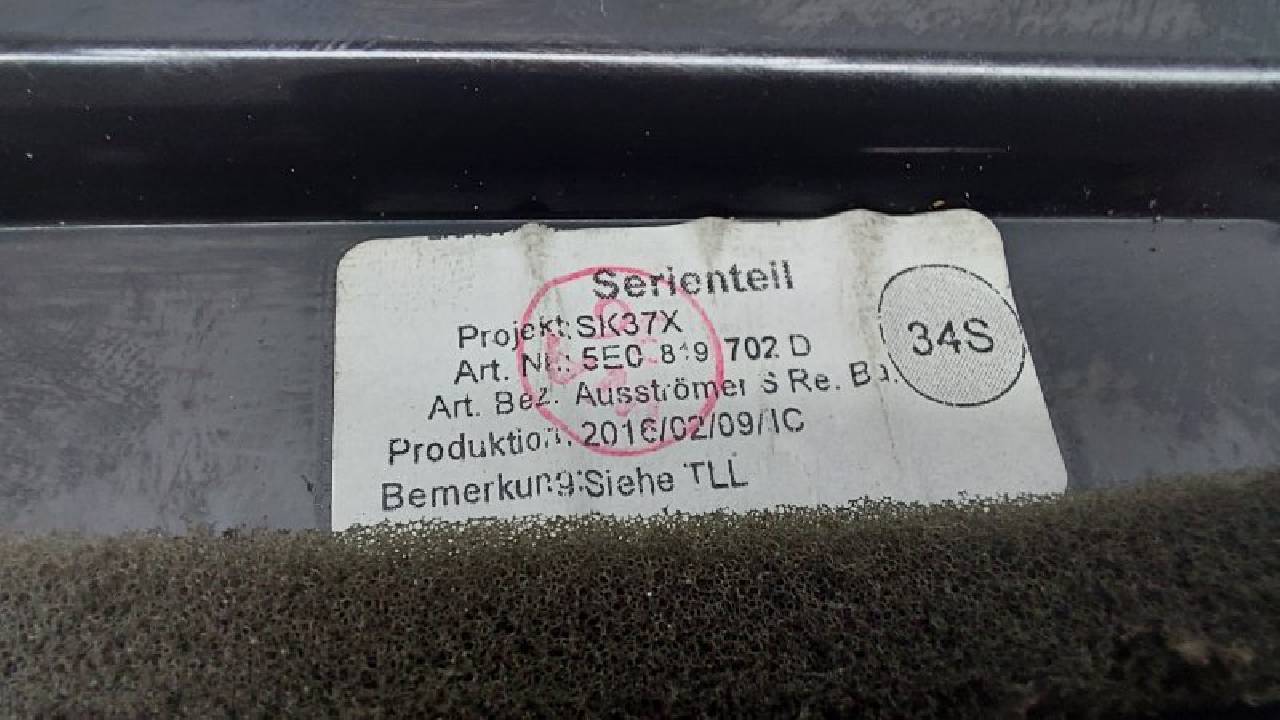 Serienteil
Projekt:SK37X
Art. Nr.: 5E0 819 702 D
Art. Bez. Ausströmer S Re. Ba.
Produktion: 2016/02/09/IC
Bemerkung:Siehe TLL
34S